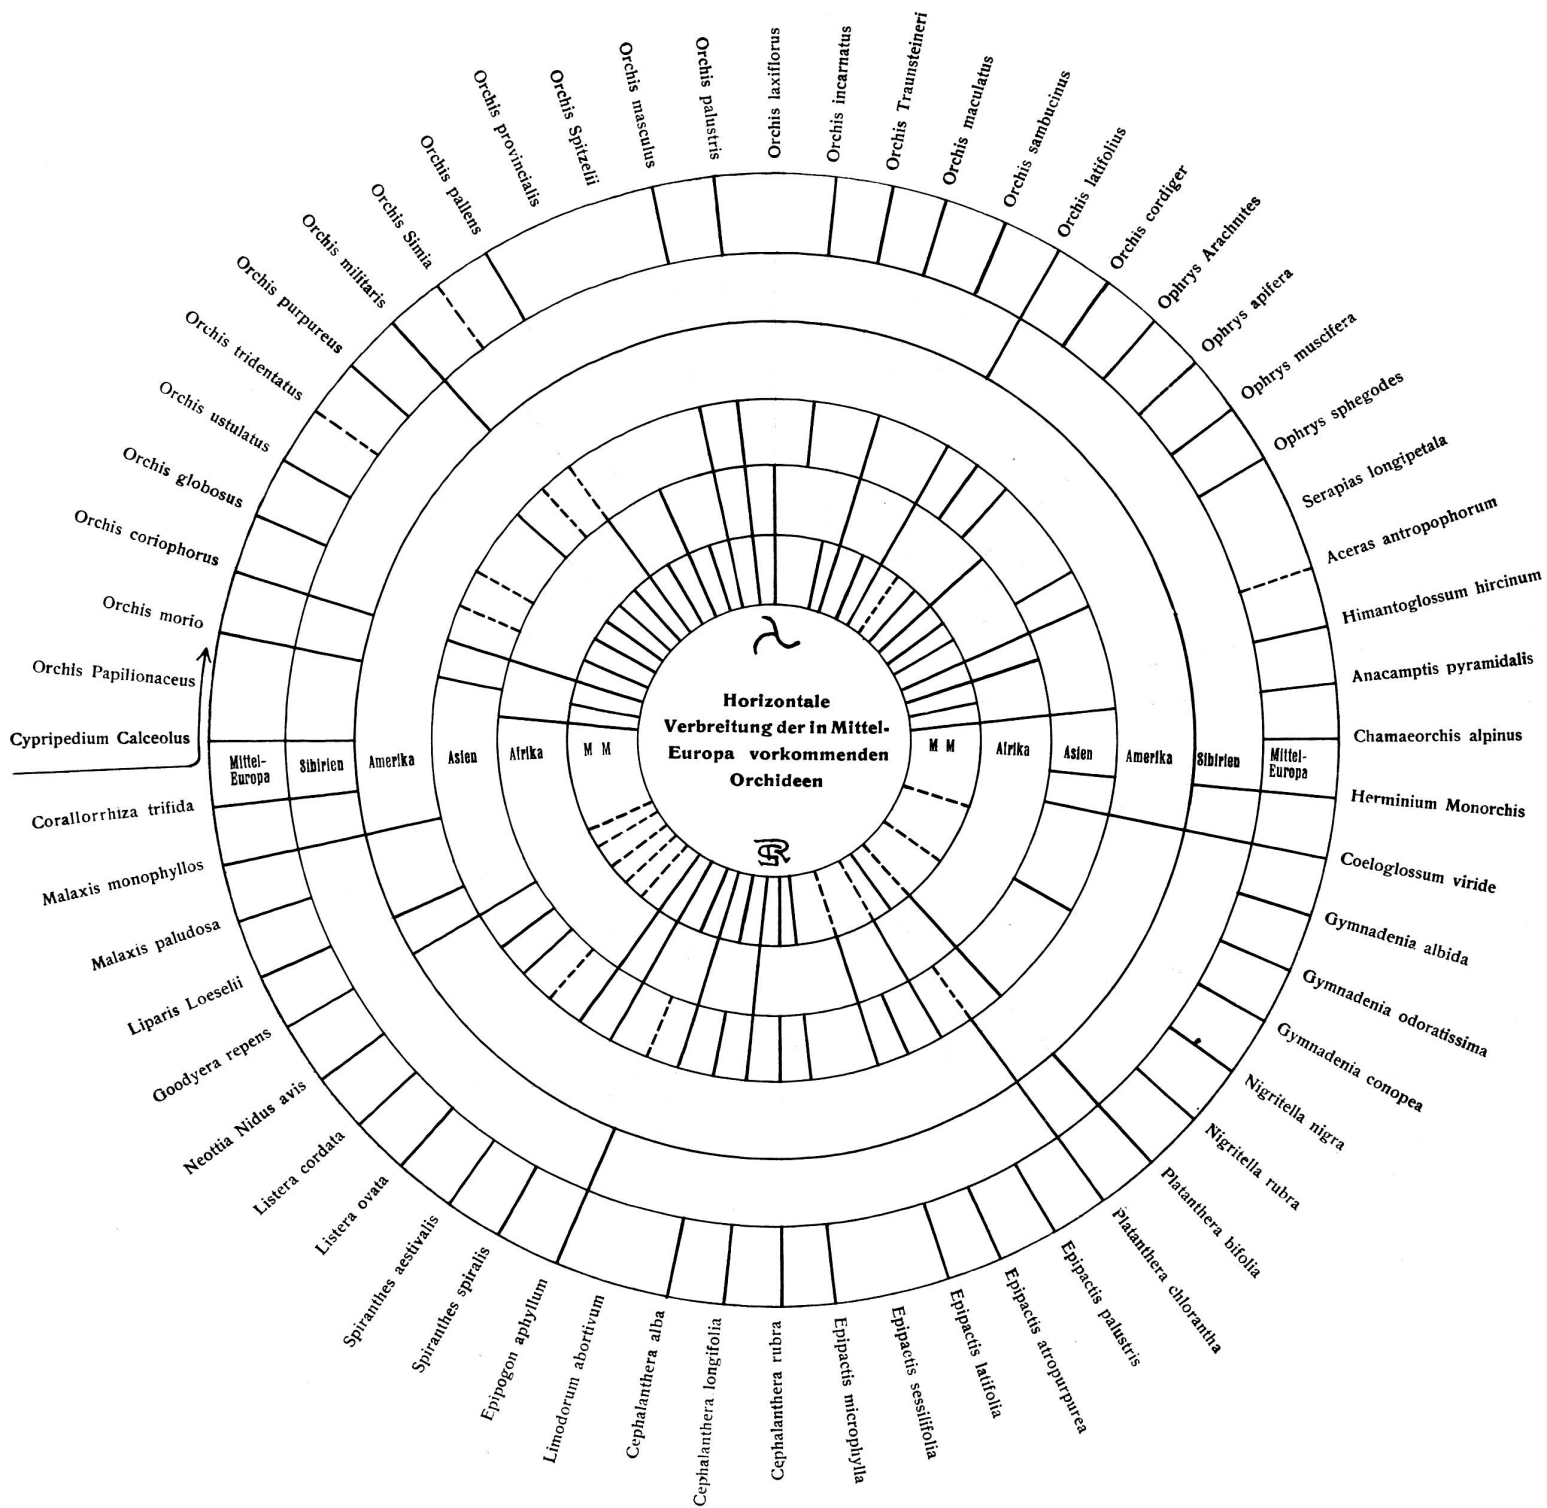 Orchis Papilionaceus
Orchis morio
Orchis coriophorus
Orchis globosus
Orchis ustulatus
Orchis tridentatus
Orchis purpureus
Orchis militaris
Orchis Simia
Orchis pallens
Orchis provincialis
Orchis Spitzelii
Orchis masculus
Orchis palustris
Orchis laxiflorus
Orchis incarnatus
Orchis Traunsteineri
Orchis maculatus
Orchis sambucinus
Orchis latifolius
Orchis cordiger
Ophrys Arachnites
Ophrys apifera
Ophrys muscifera
Ophrys sphegodes
Serapias longipetala
Aceras antropophorum
Himantoglossum hircinum
Anacamptis pyramidalis
Chamaeorchis alpinus
Herminium Monorchis
Coeloglossum viride
Gymnadenia albida
Gymnadenia odoratissima
Gymnadenia conopea
Nigritella nigra
Nigritella rubra
Platanthera bifolia
Platanthera chlorantha
Epipactis palustris
Epipactis atropurpurea
Epipactis latifolia
Epipactis sessilifolia
Epipactis microphylla
Cephalanthera rubra
Cephalanthera longifolia
Cephalanthera alba
Limodorum abortivum
Epipogon aphyllum
Spiranthes spiralis
Spiranthes aestivalis
Listera ovata
Listera cordata
Neottia Nidus avis
Goodyera repens
Liparis Loeselii
Malaxis paludosa
Malaxis monophyllos
Corallorrhiza trifida
Cypripedium Calceolus
Mittel-
Europa
Sibirien
Amerika
Asien
Afrika
M M
Horizontale
Verbreitung der in Mittel-
Europa vorkommenden
Orchideen
M M
Afrika
Asien
Amerika
Sibirien
Mittel-
Europa